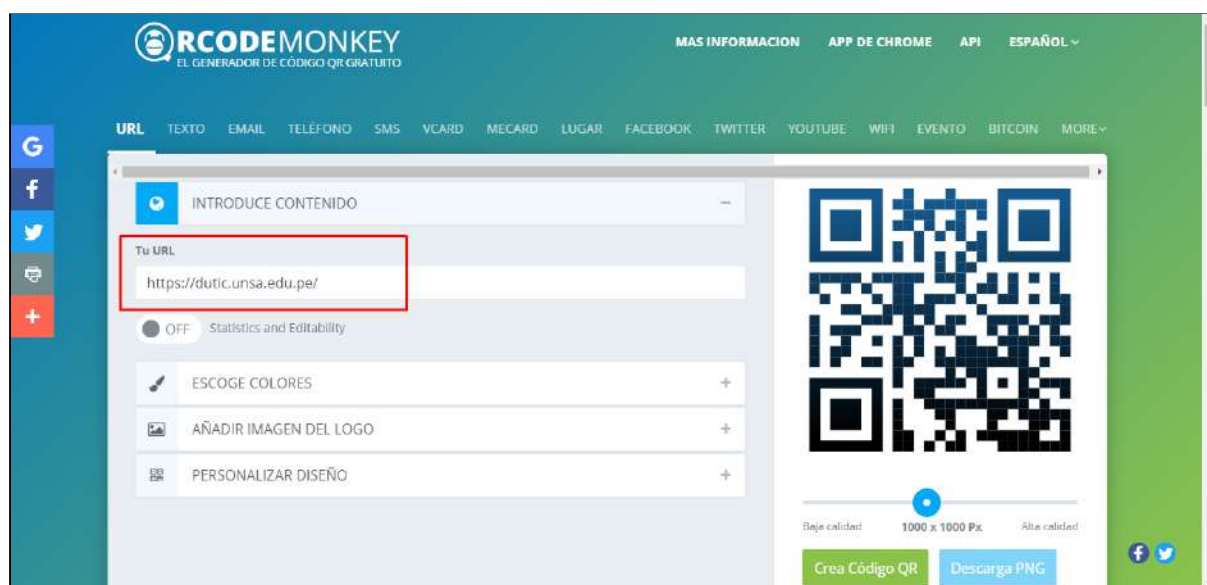 RCODEMONKEY
EL GENERADOR DE CÓDIGO QR GRATUITO
MAS INFORMACION APP DE CHROME API ESPAÑOL
URL TEXTO EMAIL TELÉFONO SMS VCARD MECARD LUGAR FACEBOOK TWITTER YOUTUBE WIFI EVENTO BITCOIN MORE
INTRODUCE CONTENIDO
Tu URL
https://dutic.unsa.edu.pe/
OFF Statistics and Editability
ESCOGE COLORES
AÑADIR IMAGEN DEL LOGO
PERSONALIZAR DISEÑO
Baja calidad 1000 x 1000 Px Alta calidad
Crea Código QR Descarga PNG